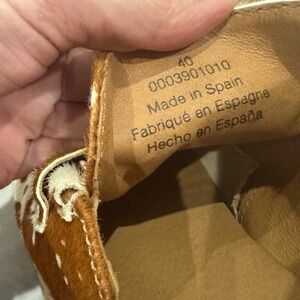 40
0003901010
Made in Spain
Fabriqué en Espagne
Hecho en España